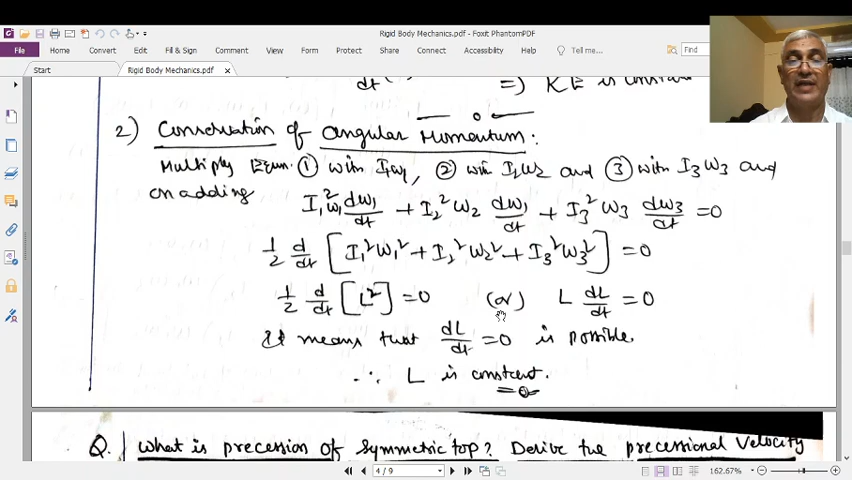 Rigid Body Mechanics.pdf - Foxit PhantomPDF
File Home Edit Fill & Sign Comment View Form Protect Connect Accessibility Help Tell me... Find
Start Rigid Body Mechanics.pdf ×
dt => KE is constant
2) Conservation of angular Momentum:
Multiply Equn. ① with I₁ω₁, ② with I₂ω₂ and ③ with I₃ω₃ and
on adding
I₁²ω₁ dω₁/dt + I₂²ω₂ dω₁/dt + I₃²ω₃ dω₃/dt = 0
1/2 d/dt [I₁²ω₁² + I₂²ω₂² + I₃²ω₃²] = 0
1/2 d/dt [L²] = 0 (or) L dL/dt = 0
It means that dL/dt = 0 is possible.
∴ L is constant.
Q. What is precession of symmetric top? Derive the precessional velocity
4 / 9 162.67%